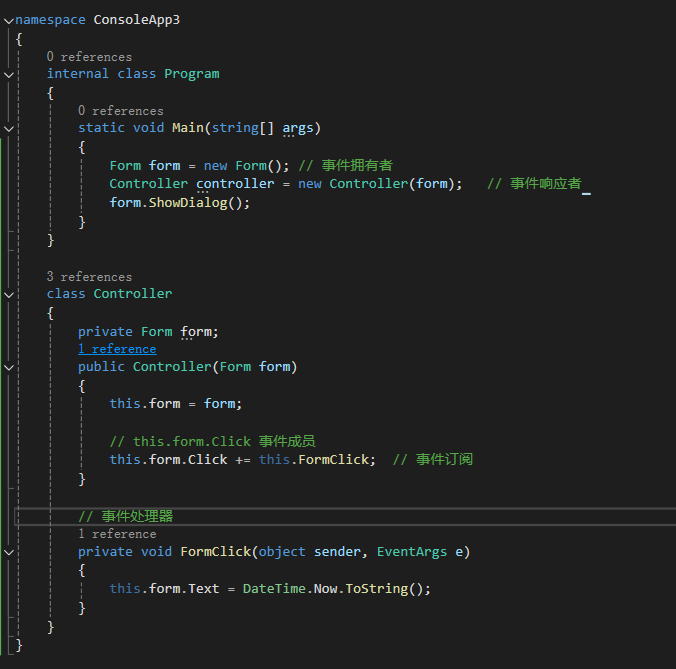 namespace ConsoleApp3
{
0 references
internal class Program
{
0 references
static void Main(string[] args)
{
Form form = new Form(); // 事件拥有者
Controller controller = new Controller(form);   // 事件响应者
form.ShowDialog();
}
}
3 references
class Controller
{
private Form form;
1 reference
public Controller(Form form)
{
this.form = form;
// this.form.Click 事件成员
this.form.Click += this.FormClick;  // 事件订阅
}
// 事件处理器
1 reference
private void FormClick(object sender, EventArgs e)
{
this.form.Text = DateTime.Now.ToString();
}
}
}